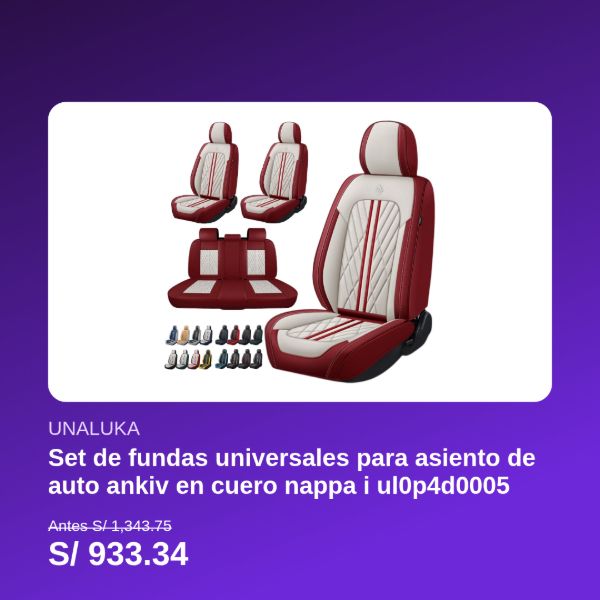 UNALUKA
Set de fundas universales para asiento de
auto ankiv en cuero nappa i ul0p4d0005
Antes S/ 1,343.75
S/ 933.34